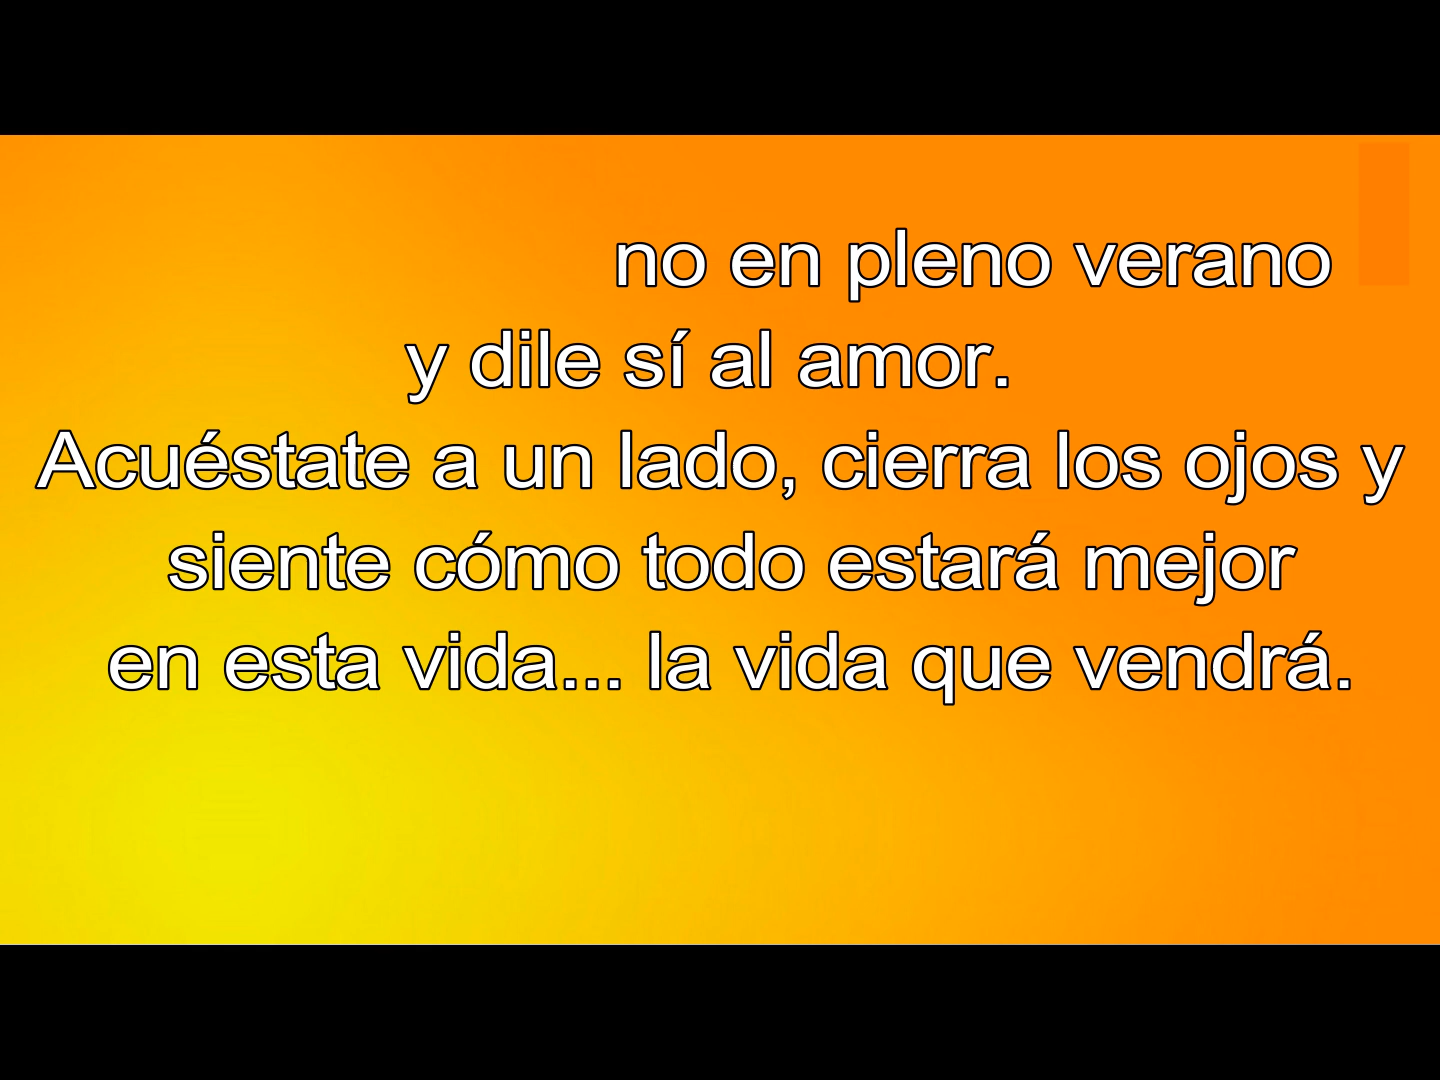 no en pleno verano
y dile sí al amor.
Acuéstate a un lado, cierra los ojos y
siente cómo todo estará mejor
en esta vida... la vida que vendrá.